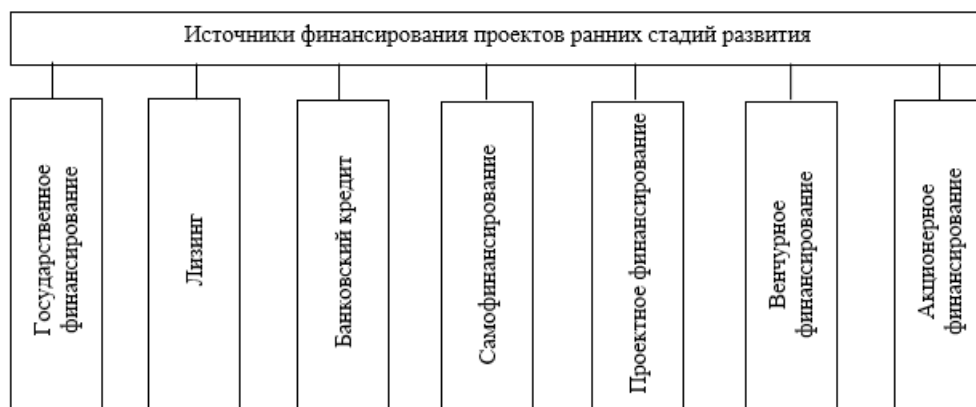 Источники финансирования проектов ранних стадий развития
Государственное
финансирование
Лизинг
Банковский кредит
Самофинансирование
Проектное финансирование
Венчурное
финансирование
Акционерное
финансирование